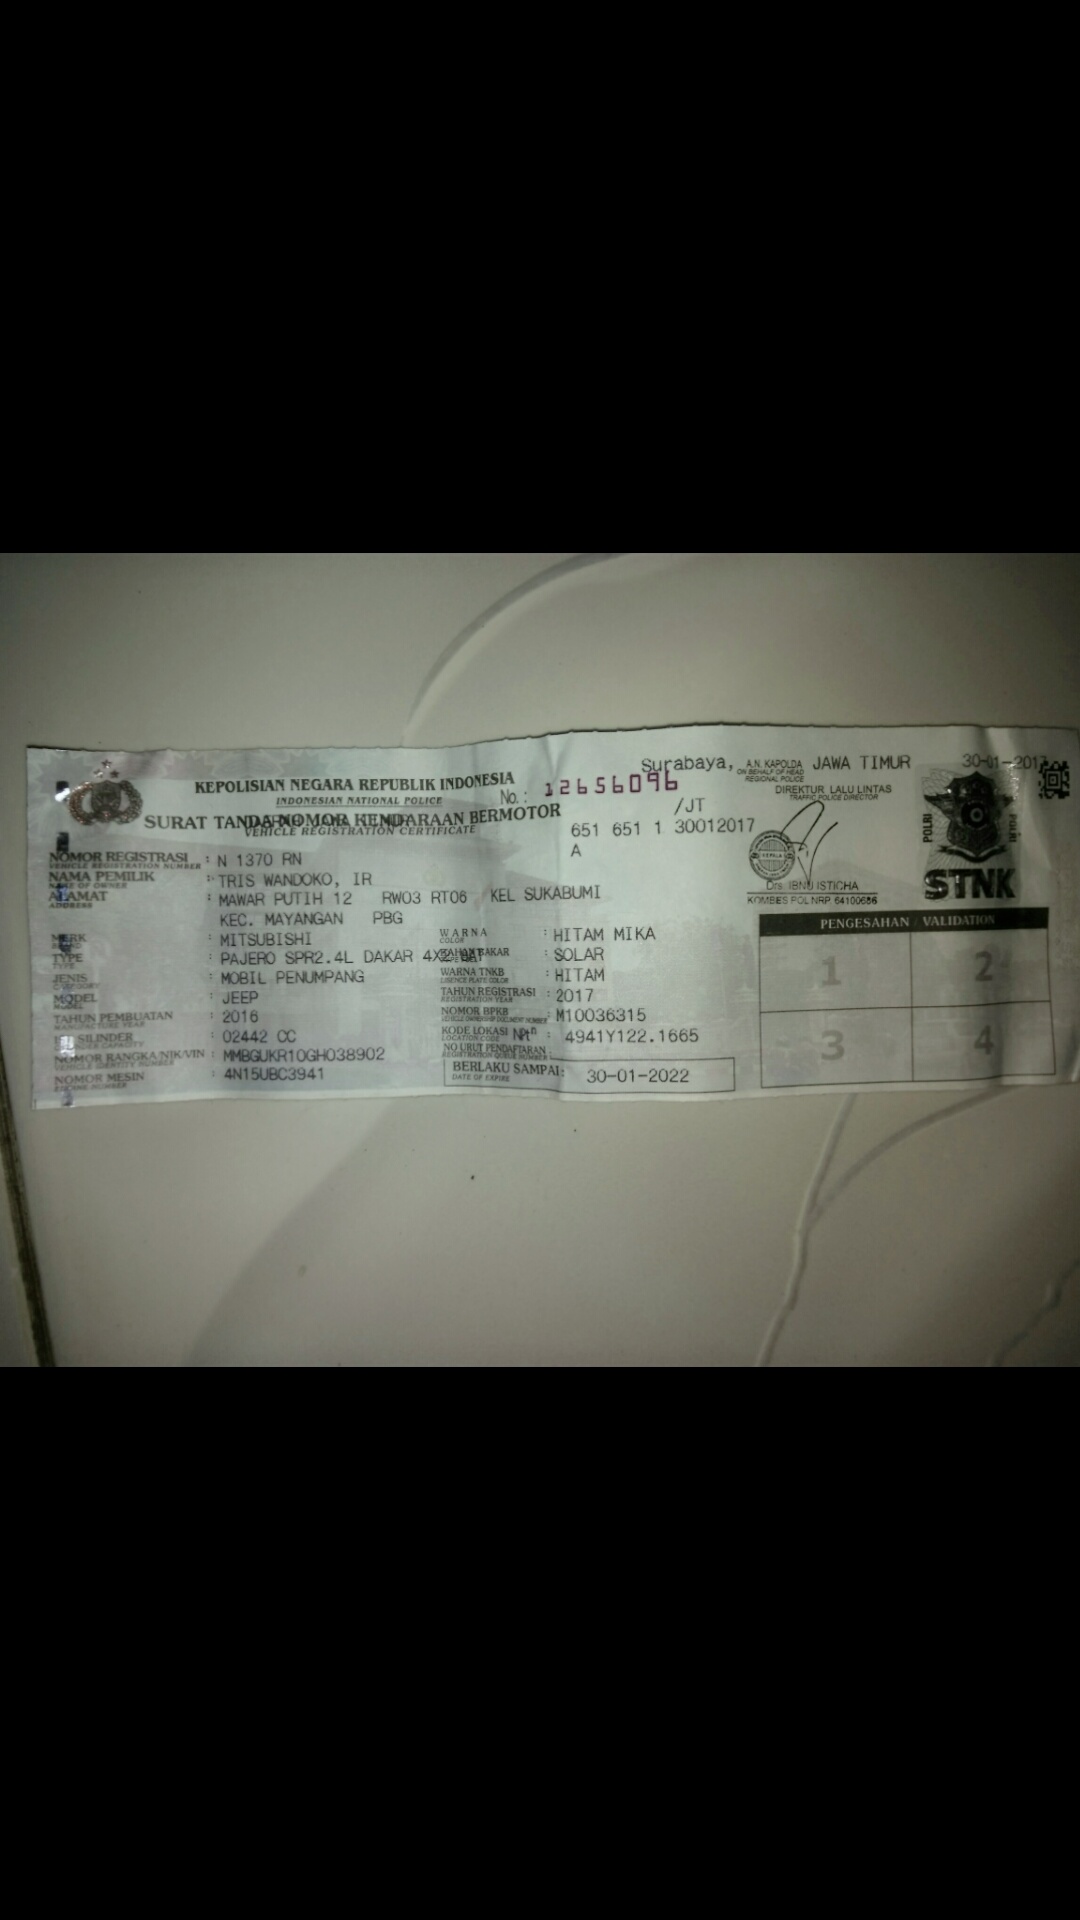 KEPOLISIAN NEGARA REPUBLIK INDONESIA
INDONESIAN NATIONAL POLICE
SURAT TANDA NOMOR KENDARAAN BERMOTOR
VEHICLE REGISTRATION CERTIFICATE
No.: 12656096
/JT
651 651 1 30012017
A
Surabaya, A.N. KAPOLDA JAWA TIMUR 30-01-2017
ON BEHALF OF HEAD
REGIONAL POLICE
DIREKTUR LALU LINTAS
TRAFFIC POLICE DIRECTOR
KEPALA
Drs. IBNU ISTICHA
KOMBES POL NRP 64100686
POLRI
POLRI
STNK
NOMOR REGISTRASI : N 1370 RN
VEHICLE REGISTRATION NUMBER
NAMA PEMILIK : TRIS WANDOKO, IR
NAME OF OWNER
ALAMAT : MAWAR PUTIH 12 RW03 RT06 KEL SUKABUMI
ADDRESS
KEC. MAYANGAN PBG
MERK : MITSUBISHI
TYPE : PAJERO SPR2.4L DAKAR 4X2
TYPE
JENIS : MOBIL PENUMPANG
CATEGORY
MODEL : JEEP
MODEL
TAHUN PEMBUATAN : 2016
MANUFACTURE YEAR
ISI SILINDER : 02442 CC
CYLINDER CAPACITY
NOMOR RANGKA/NIK/VIN : MMBGUKR10GH038902
VEHICLE IDENTITY NUMBER
NOMOR MESIN : 4N15UBC3941
ENGINE NUMBER
WARNA : HITAM MIKA
COLOR
BAHAN BAKAR : SOLAR
WARNA TNKB : HITAM
LISENCE PLATE COLOR
TAHUN REGISTRASI : 2017
REGISTRATION YEAR
NOMOR BPKB : M10036315
VEHICLE OWNERSHIP DOCUMENT NUMBER
KODE LOKASI : 4941Y122.1665
LOCATION CODE
NO URUT PENDAFTARAN :
REGISTRATION QUEUE NUMBER
BERLAKU SAMPAI : 30-01-2022
DATE OF EXPIRE
PENGESAHAN / VALIDATION
1 2
3 4